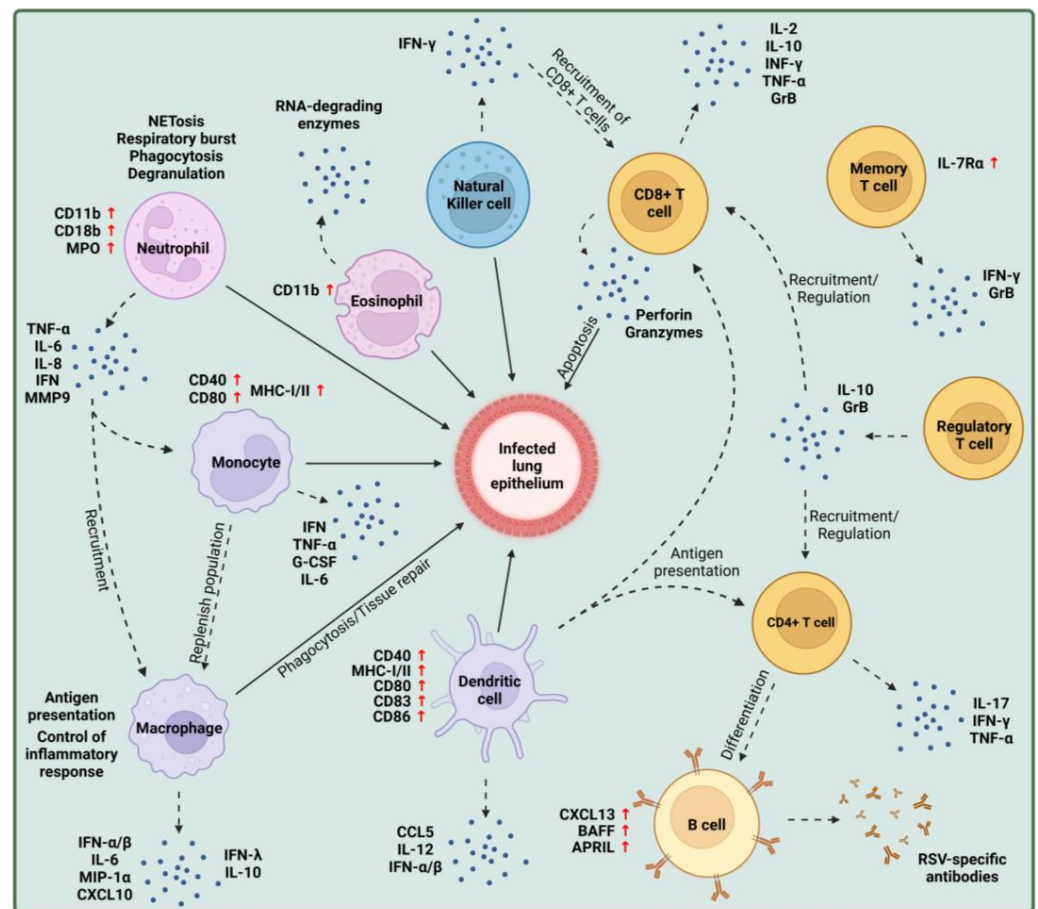 IFN-γ
Recruitment of
CD8+ T cells
IL-2
IL-10
INF-γ
TNF-α
GrB
RNA-degrading
enzymes
NETosis
Respiratory burst
Phagocytosis
Degranulation
CD11b ↑
CD18b ↑
MPO ↑
Neutrophil
Natural
Killer cell
CD8+ T
cell
Memory
T cell
IL-7Rα ↑
IFN-γ
GrB
CD11b ↑
Eosinophil
Perforin
Granzymes
Apoptosis
Recruitment/
Regulation
TNF-α
IL-6
IL-8
IFN
MMP9
CD40 ↑
CD80 ↑
MHC-I/II ↑
Monocyte
Infected
lung
epithelium
IL-10
GrB
Regulatory
T cell
Recruitment
Replenish population
IFN
TNF-α
G-CSF
IL-6
Recruitment/
Regulation
Antigen
presentation
Phagocytosis/Tissue repair
CD4+ T cell
CD40 ↑
MHC-I/II ↑
CD80 ↑
CD83 ↑
CD86 ↑
Dendritic
cell
Antigen
presentation
Control of
inflammatory
response
Macrophage
Differentiation
IL-17
IFN-γ
TNF-α
IFN-α/β
IL-6
MIP-1α
CXCL10
IFN-λ
IL-10
CCL5
IL-12
IFN-α/β
CXCL13 ↑
BAFF ↑
APRIL ↑
B cell
RSV-specific
antibodies